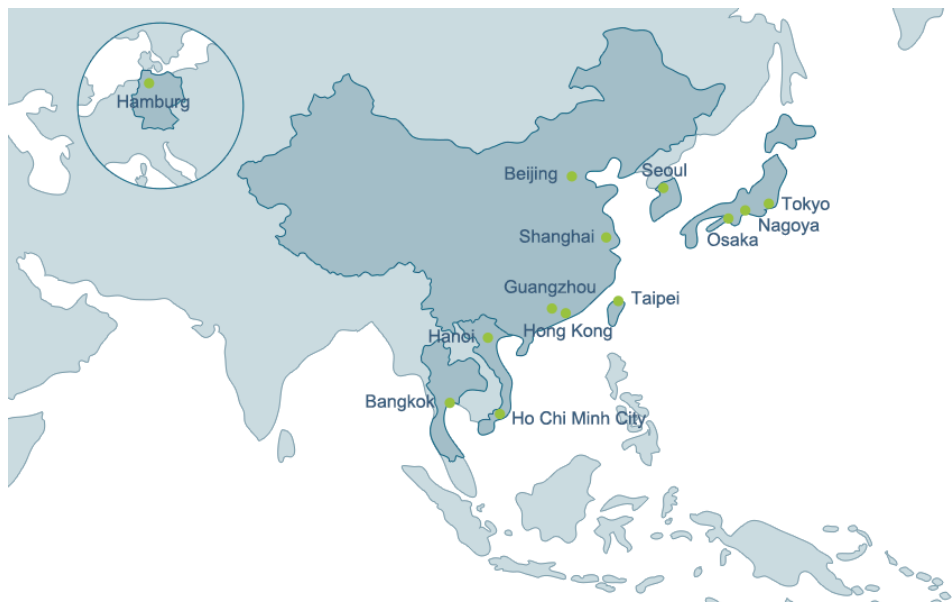 Hamburg
Beijing
Seoul
Tokyo
Nagoya
Osaka
Shanghai
Guangzhou
Taipei
Hong Kong
Hanoi
Bangkok
Ho Chi Minh City